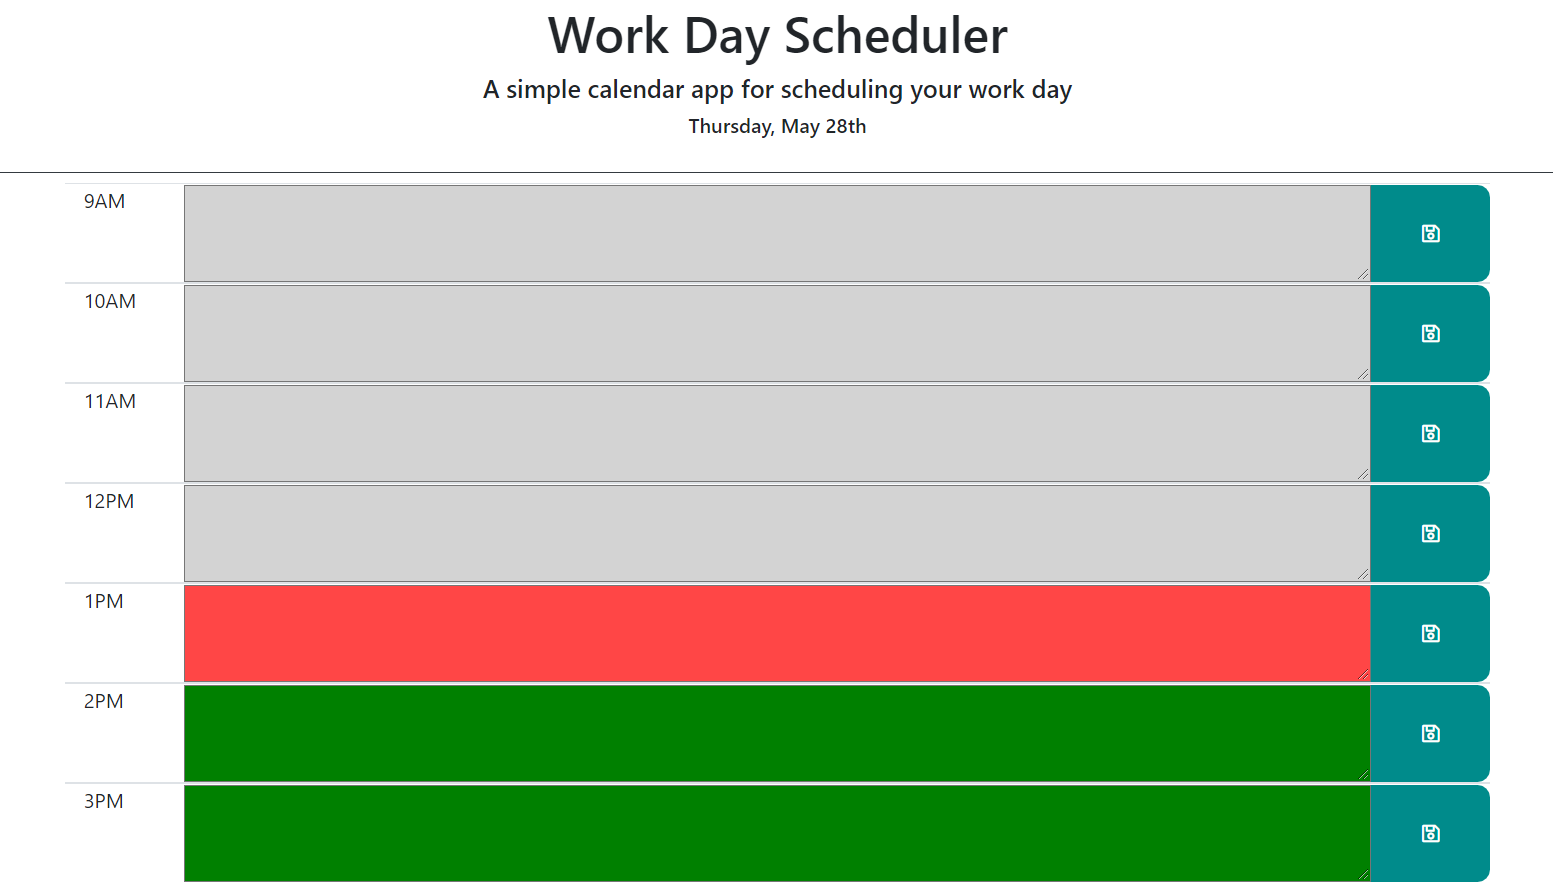 Work Day Scheduler
A simple calendar app for scheduling your work day
Thursday, May 28th
9AM
10AM
11AM
12PM
1PM
2PM
3PM